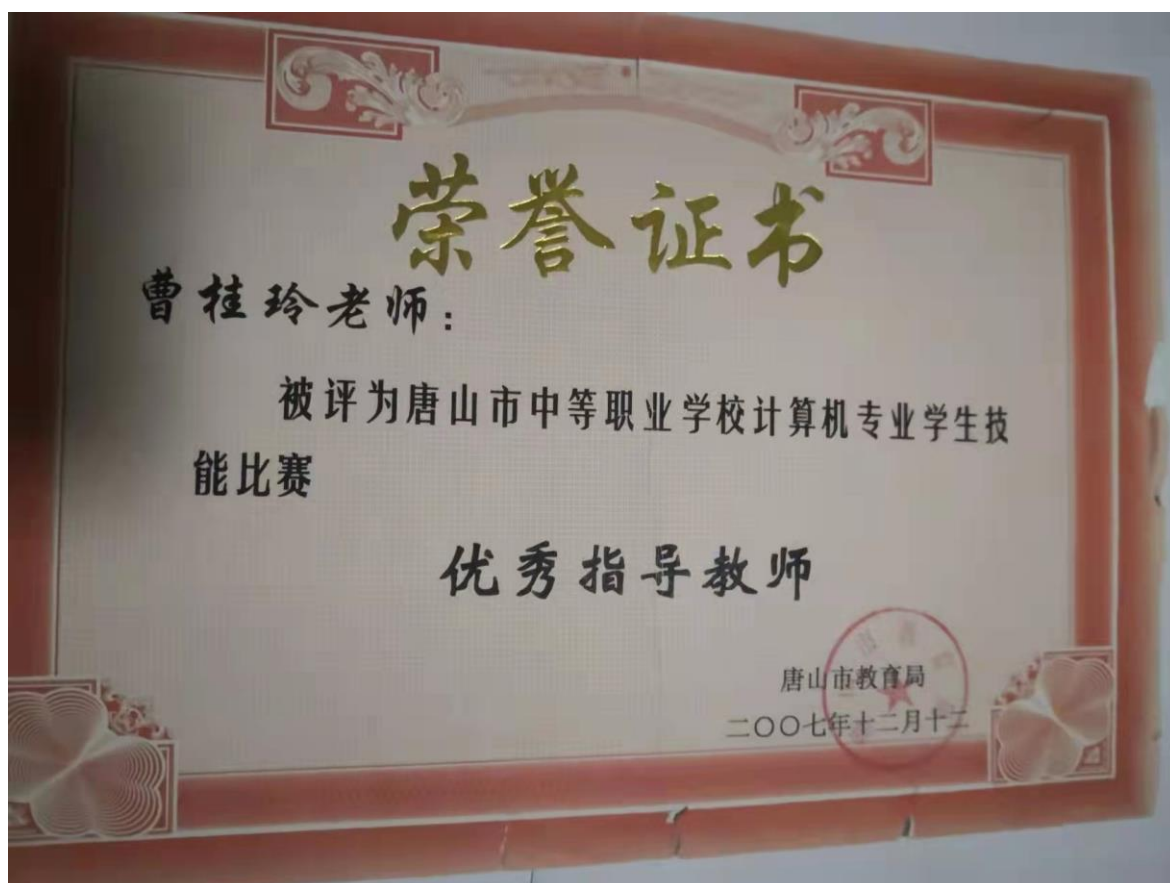 荣誉证书
曹桂玲老师：
被评为唐山市中等职业学校计算机专业学生技
能比赛
优秀指导教师
唐山市教育局
二〇〇七年十二月十二